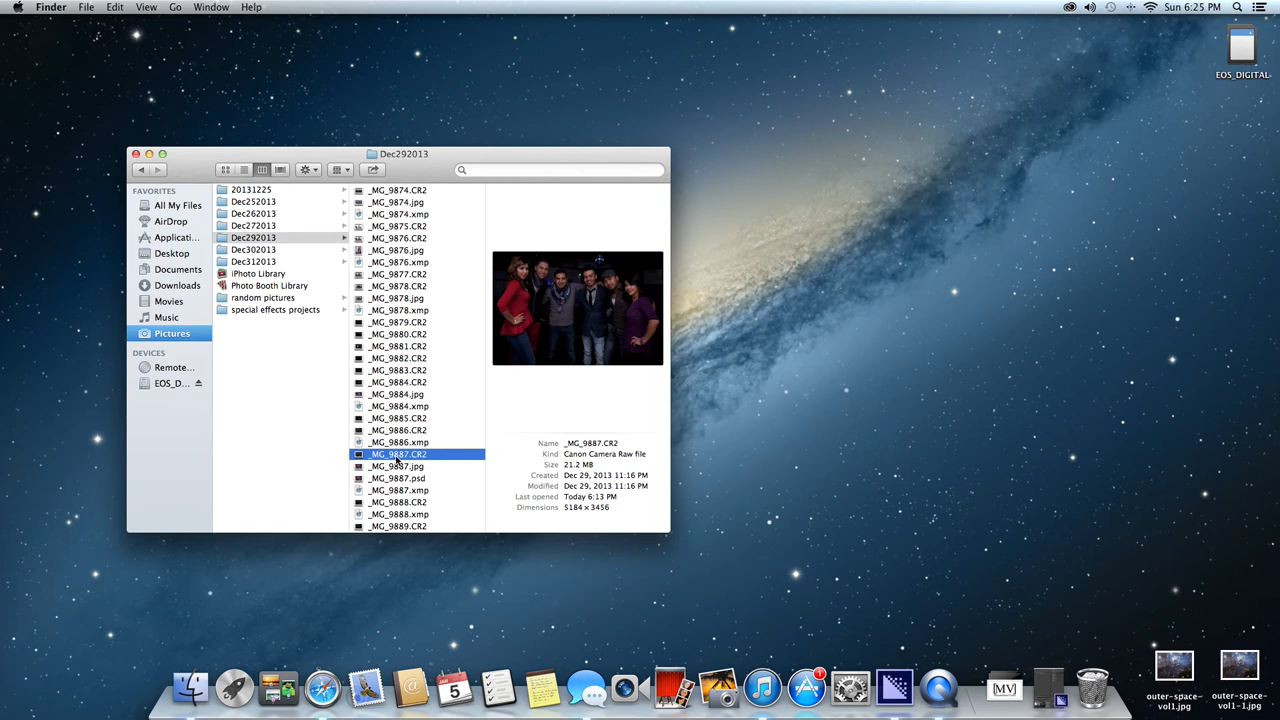 Finder File Edit View Go Window Help
Sun 6:25 PM
EOS_DIGITAL
Dec292013
FAVORITES
All My Files
AirDrop
Applicati...
Desktop
Documents
Downloads
Movies
Music
Pictures
DEVICES
Remote...
EOS_D...
20131225
Dec252013
Dec262013
Dec272013
Dec292013
Dec302013
Dec312013
iPhoto Library
Photo Booth Library
random pictures
special effects projects
_MG_9874.CR2
_MG_9874.jpg
_MG_9874.xmp
_MG_9875.CR2
_MG_9876.CR2
_MG_9876.jpg
_MG_9876.xmp
_MG_9877.CR2
_MG_9878.CR2
_MG_9878.jpg
_MG_9878.xmp
_MG_9879.CR2
_MG_9880.CR2
_MG_9881.CR2
_MG_9882.CR2
_MG_9883.CR2
_MG_9884.CR2
_MG_9884.jpg
_MG_9884.xmp
_MG_9885.CR2
_MG_9886.CR2
_MG_9886.xmp
_MG_9887.CR2
_MG_9887.jpg
_MG_9887.psd
_MG_9887.xmp
_MG_9888.CR2
_MG_9888.xmp
_MG_9889.CR2
Name _MG_9887.CR2
Kind Canon Camera Raw file
Size 21.2 MB
Created Dec 29, 2013 11:16 PM
Modified Dec 29, 2013 11:16 PM
Last opened Today 6:13 PM
Dimensions 5184 × 3456
JAN
5
1
[MV]
outer-space-vol1.jpg
outer-space-vol1-1.jpg